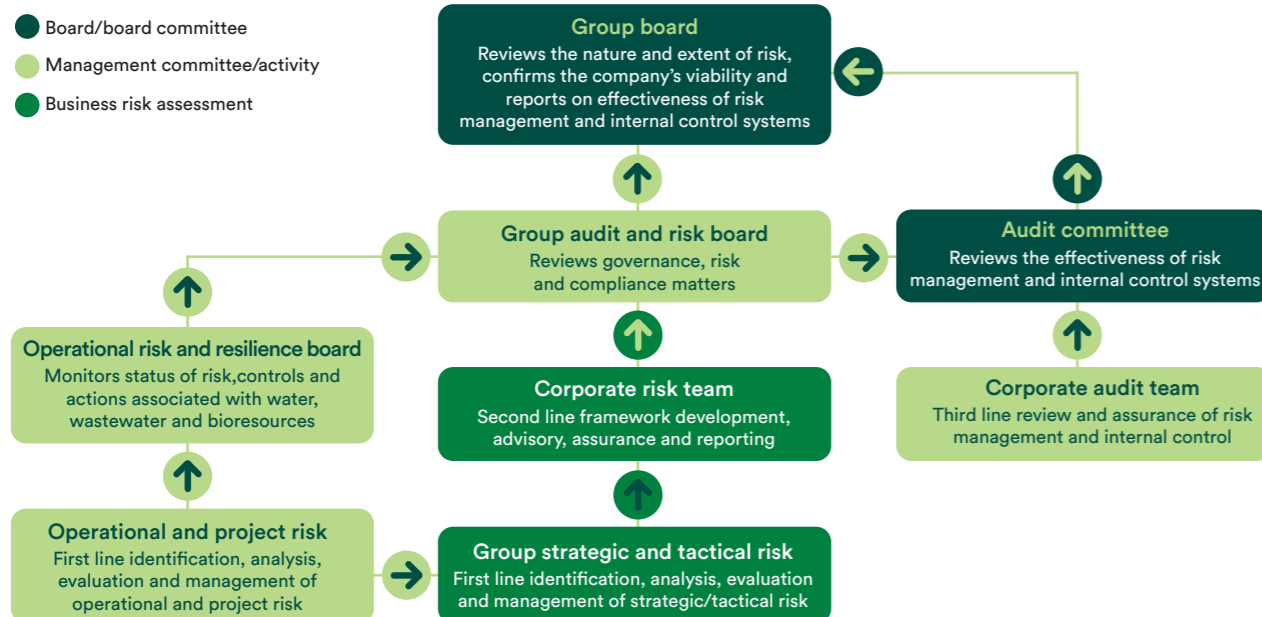 Board/board committee
Management committee/activity
Business risk assessment
Group board
Reviews the nature and extent of risk,
confirms the company’s viability and
reports on effectiveness of risk
management and internal control systems
Group audit and risk board
Reviews governance, risk
and compliance matters
Audit committee
Reviews the effectiveness of risk
management and internal control systems
Operational risk and resilience board
Monitors status of risk,controls and
actions associated with water,
wastewater and bioresources
Corporate risk team
Second line framework development,
advisory, assurance and reporting
Corporate audit team
Third line review and assurance of risk
management and internal control
Operational and project risk
First line identification, analysis,
evaluation and management of
operational and project risk
Group strategic and tactical risk
First line identification, analysis, evaluation
and management of strategic/tactical risk